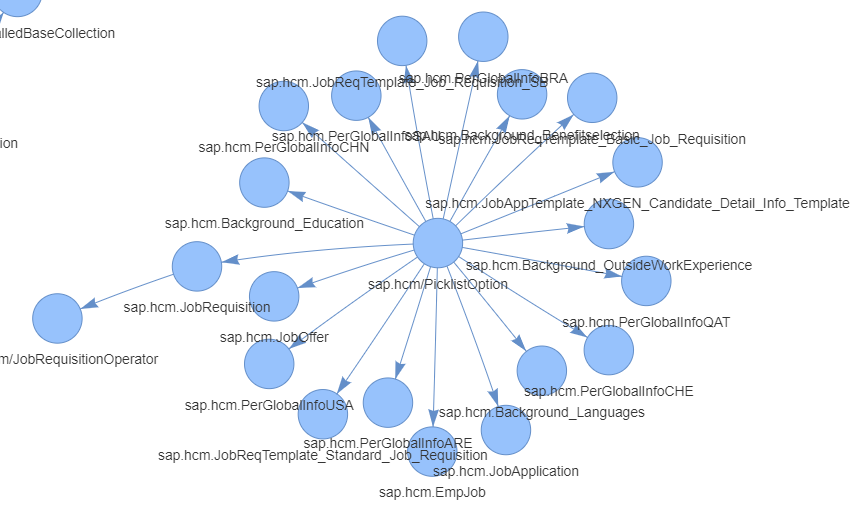 lledBaseCollection
sap.hcm.PerGlobalInfoBRA
sap.hcm.JobReqTemplate_Job_Requisition_SB
sap.hcm.Background_Benefitselection
sap.hcm.JobReqTemplate_Basic_Job_Requisition
ion
sap.hcm.PerGlobalInfoCHN
sap.hcm.JobAppTemplate_NXGEN_Candidate_Detail_Info_Template
sap.hcm.Background_Education
sap.hcm.Background_OutsideWorkExperience
sap.hcm/PicklistOption
sap.hcm.JobRequisition
sap.hcm.PerGlobalInfoQAT
sap.hcm.JobOffer
m/JobRequisitionOperator
sap.hcm.PerGlobalInfoCHE
sap.hcm.PerGlobalInfoUSA
sap.hcm.Background_Languages
sap.hcm.PerGlobalInfoARE
sap.hcm.JobReqTemplate_Standard_Job_Requisition
sap.hcm.JobApplication
sap.hcm.EmpJob